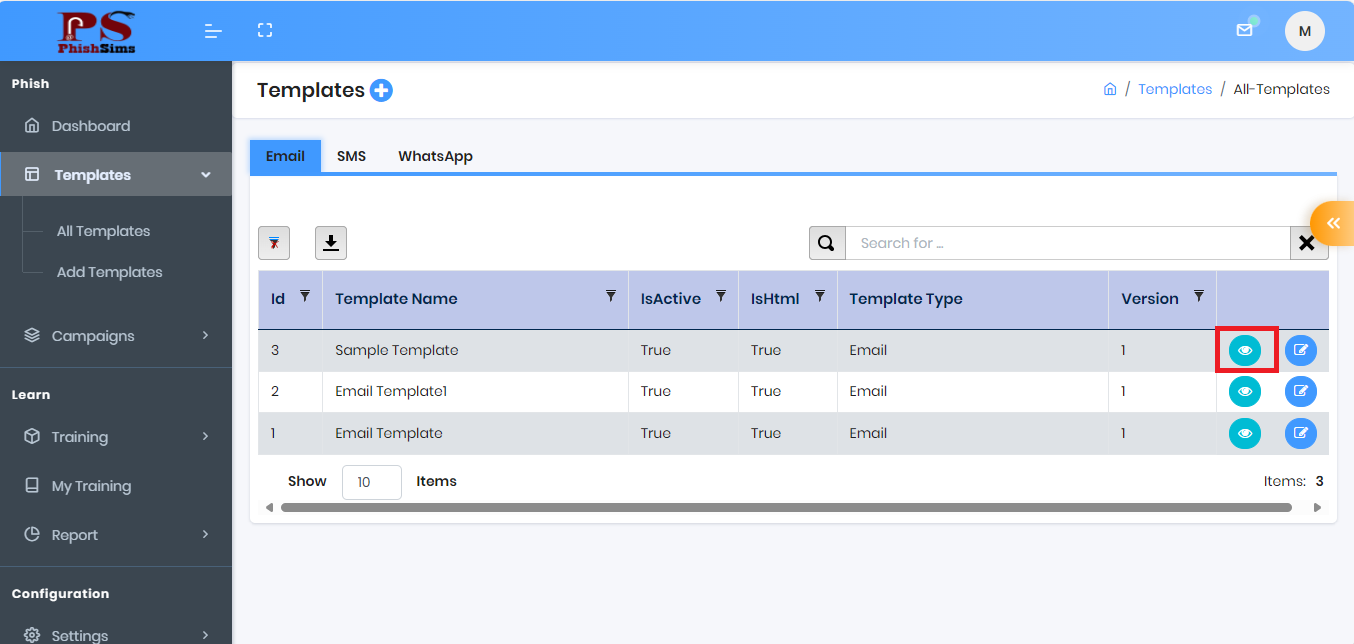 PS
PhishSims
M
Phish
Dashboard
Templates
All Templates
Add Templates
Campaigns
Learn
Training
My Training
Report
Configuration
Settings
Templates
/ Templates / All-Templates
Email SMS WhatsApp
Search for ...
Id Template Name IsActive IsHtml Template Type Version
3 Sample Template True True Email 1
2 Email Template1 True True Email 1
1 Email Template True True Email 1
Show 10 Items Items: 3